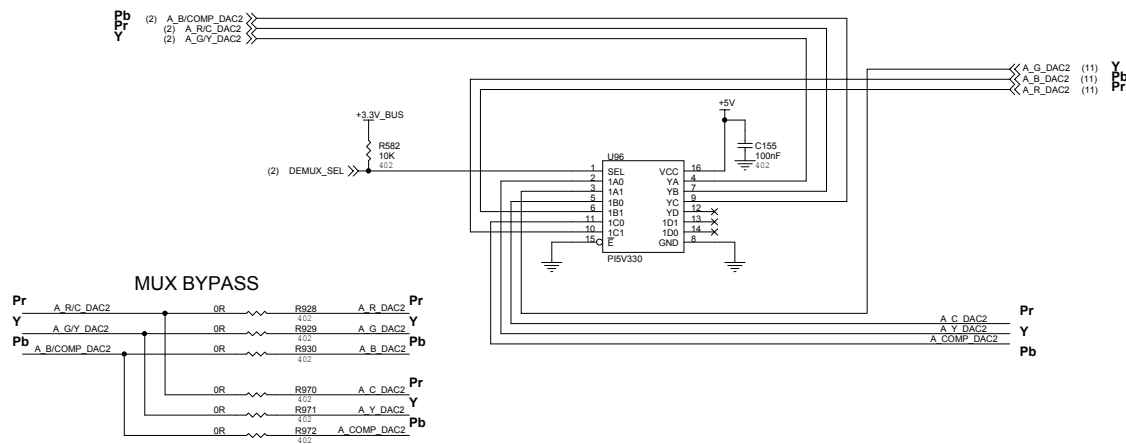 Pb (2) A_B/COMP_DAC2
Pr (2) A_R/C_DAC2
Y (2) A_G/Y_DAC2
A_G_DAC2 (11) Y
A_B_DAC2 (11) Pb
A_R_DAC2 (11) Pr
+5V
+3.3V_BUS
R582
10K
402
C155
100nF
402
(2) DEMUX_SEL
U96
1 SEL VCC 16
2 1A0 YA 4
3 1A1 YB 7
5 1B0 YC 9
6 1B1 YD 12
11 1C0 1D1 13
10 1C1 1D0 14
15 E GND 8
PI5V330
MUX BYPASS
Pr A_R/C_DAC2 0R R928 A_R_DAC2 Pr
402
Y A_G/Y_DAC2 0R R929 A_G_DAC2 Y
402
Pb A_B/COMP_DAC2 0R R930 A_B_DAC2 Pb
402
0R R970 A_C_DAC2 Pr
402
0R R971 A_Y_DAC2 Y
402
0R R972 A_COMP_DAC2 Pb
402
A_C_DAC2 Pr
A_Y_DAC2 Y
A_COMP_DAC2 Pb